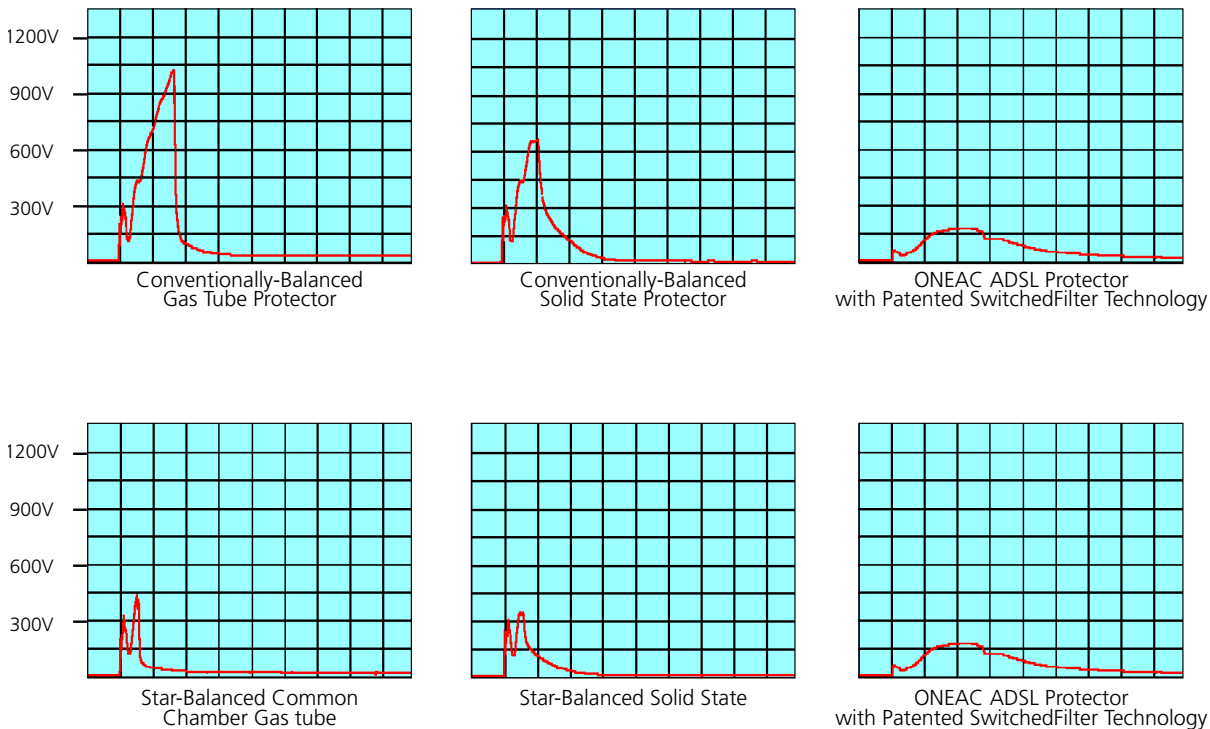 1200V
900V
600V
300V
Conventionally-Balanced
Gas Tube Protector
Conventionally-Balanced
Solid State Protector
ONEAC ADSL Protector
with Patented SwitchedFilter Technology
1200V
900V
600V
300V
Star-Balanced Common
Chamber Gas tube
Star-Balanced Solid State
ONEAC ADSL Protector
with Patented SwitchedFilter Technology